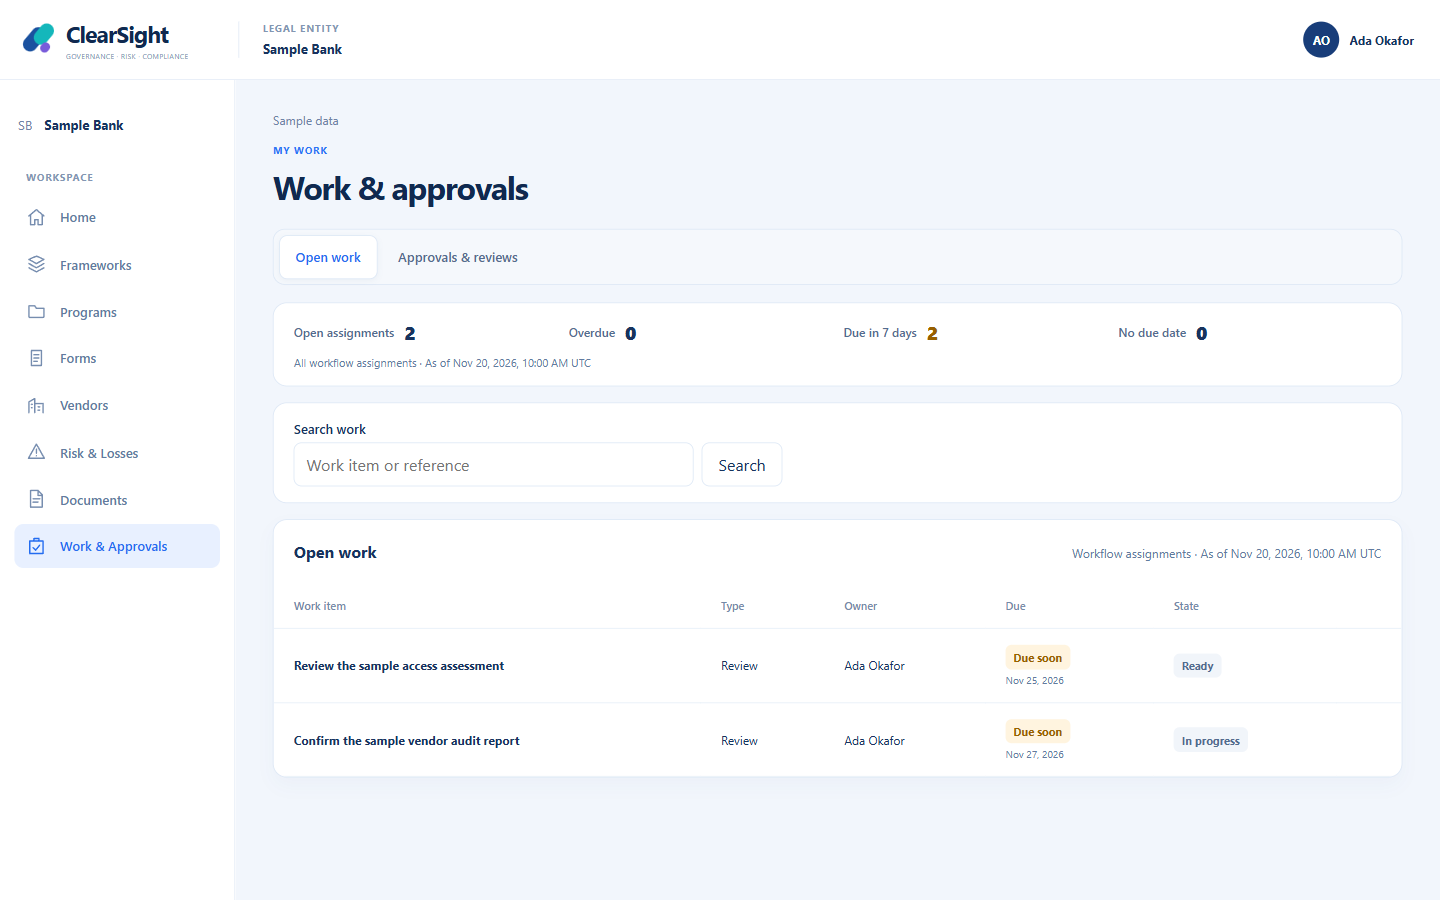 ClearSight
GOVERNANCE · RISK · COMPLIANCE
LEGAL ENTITY
Sample Bank
AO
Ada Okafor
SB Sample Bank
WORKSPACE
Home
Frameworks
Programs
Forms
Vendors
Risk & Losses
Documents
Work & Approvals
Sample data
MY WORK
Work & approvals
Open work Approvals & reviews
Open assignments 2 Overdue 0 Due in 7 days 2 No due date 0
All workflow assignments · As of Nov 20, 2026, 10:00 AM UTC
Search work
Work item or reference Search
Open work Workflow assignments · As of Nov 20, 2026, 10:00 AM UTC
Work item Type Owner Due State
Review the sample access assessment Review Ada Okafor Due soon Ready
Nov 25, 2026
Confirm the sample vendor audit report Review Ada Okafor Due soon In progress
Nov 27, 2026